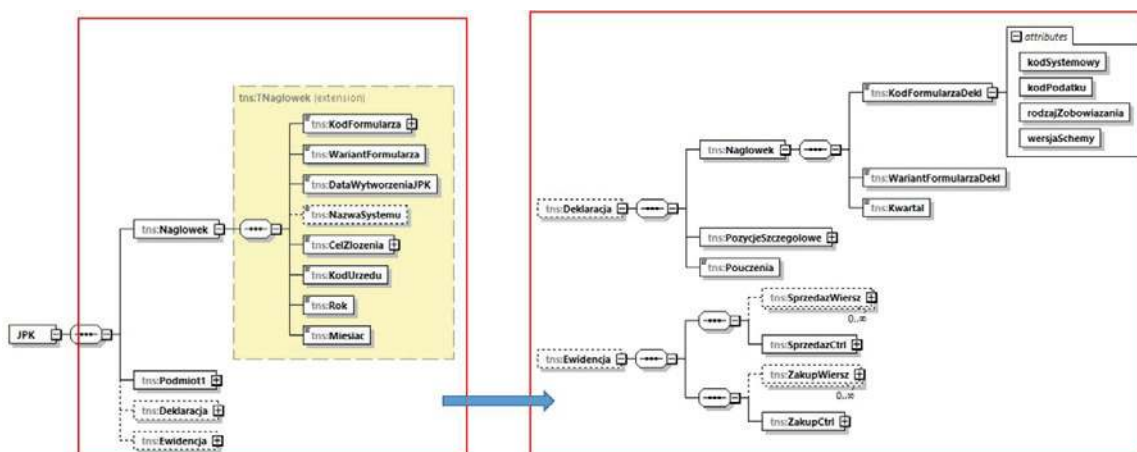 tns:TNaglowek (extension)
tns:KodFormularza
tns:WariantFormularza
tns:DataWytworzeniaJPK
tns:NazwaSystemu
tns:Naglowek
tns:CelZlozenia
tns:KodUrzedu
tns:Rok
tns:Miesiac
JPK
tns:Podmiot1
tns:Deklaracja
tns:Ewidencja
attributes
kodSystemowy
kodPodatku
rodzajZobowiazania
wersjaSchemy
tns:KodFormularzaDekl
tns:Naglowek
tns:WariantFormularzaDekl
tns:Kwartal
tns:Deklaracja
tns:PozycjeSzczegolowe
tns:Pouczenia
tns:SprzedazWiersz
0..∞
tns:SprzedazCtrl
tns:Ewidencja
tns:ZakupWiersz
0..∞
tns:ZakupCtrl